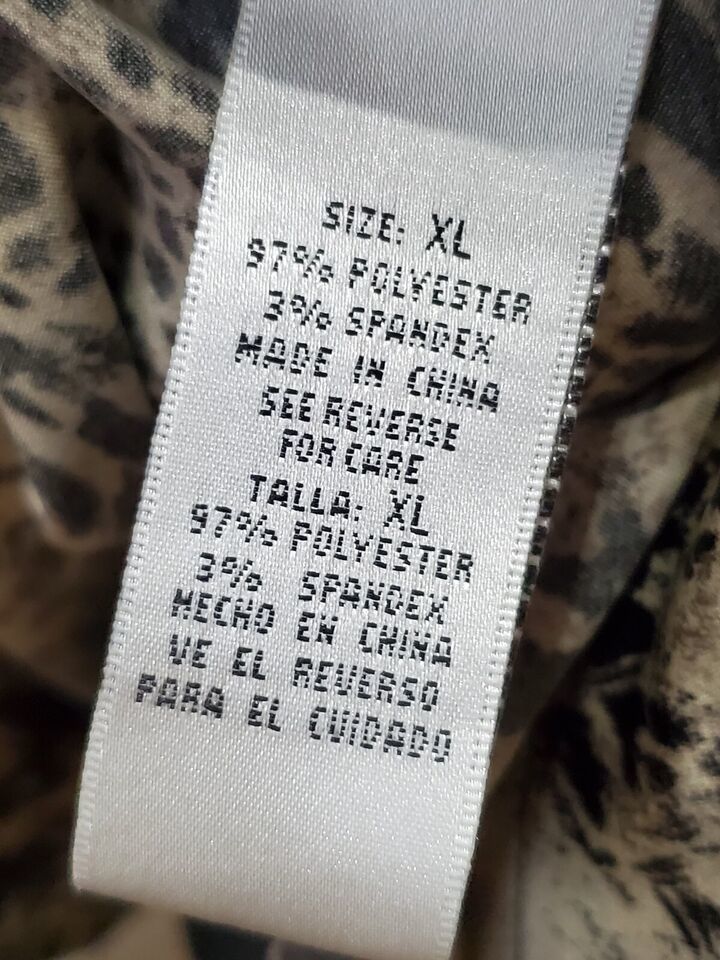 SIZE: XL
97% POLYESTER
3% SPANDEX
MADE IN CHINA
SEE REVERSE
FOR CARE
TALLA: XL
97% POLYESTER
3% SPANDEX
HECHO EN CHINA
VE EL REVERSO
PARA EL CUIDADO